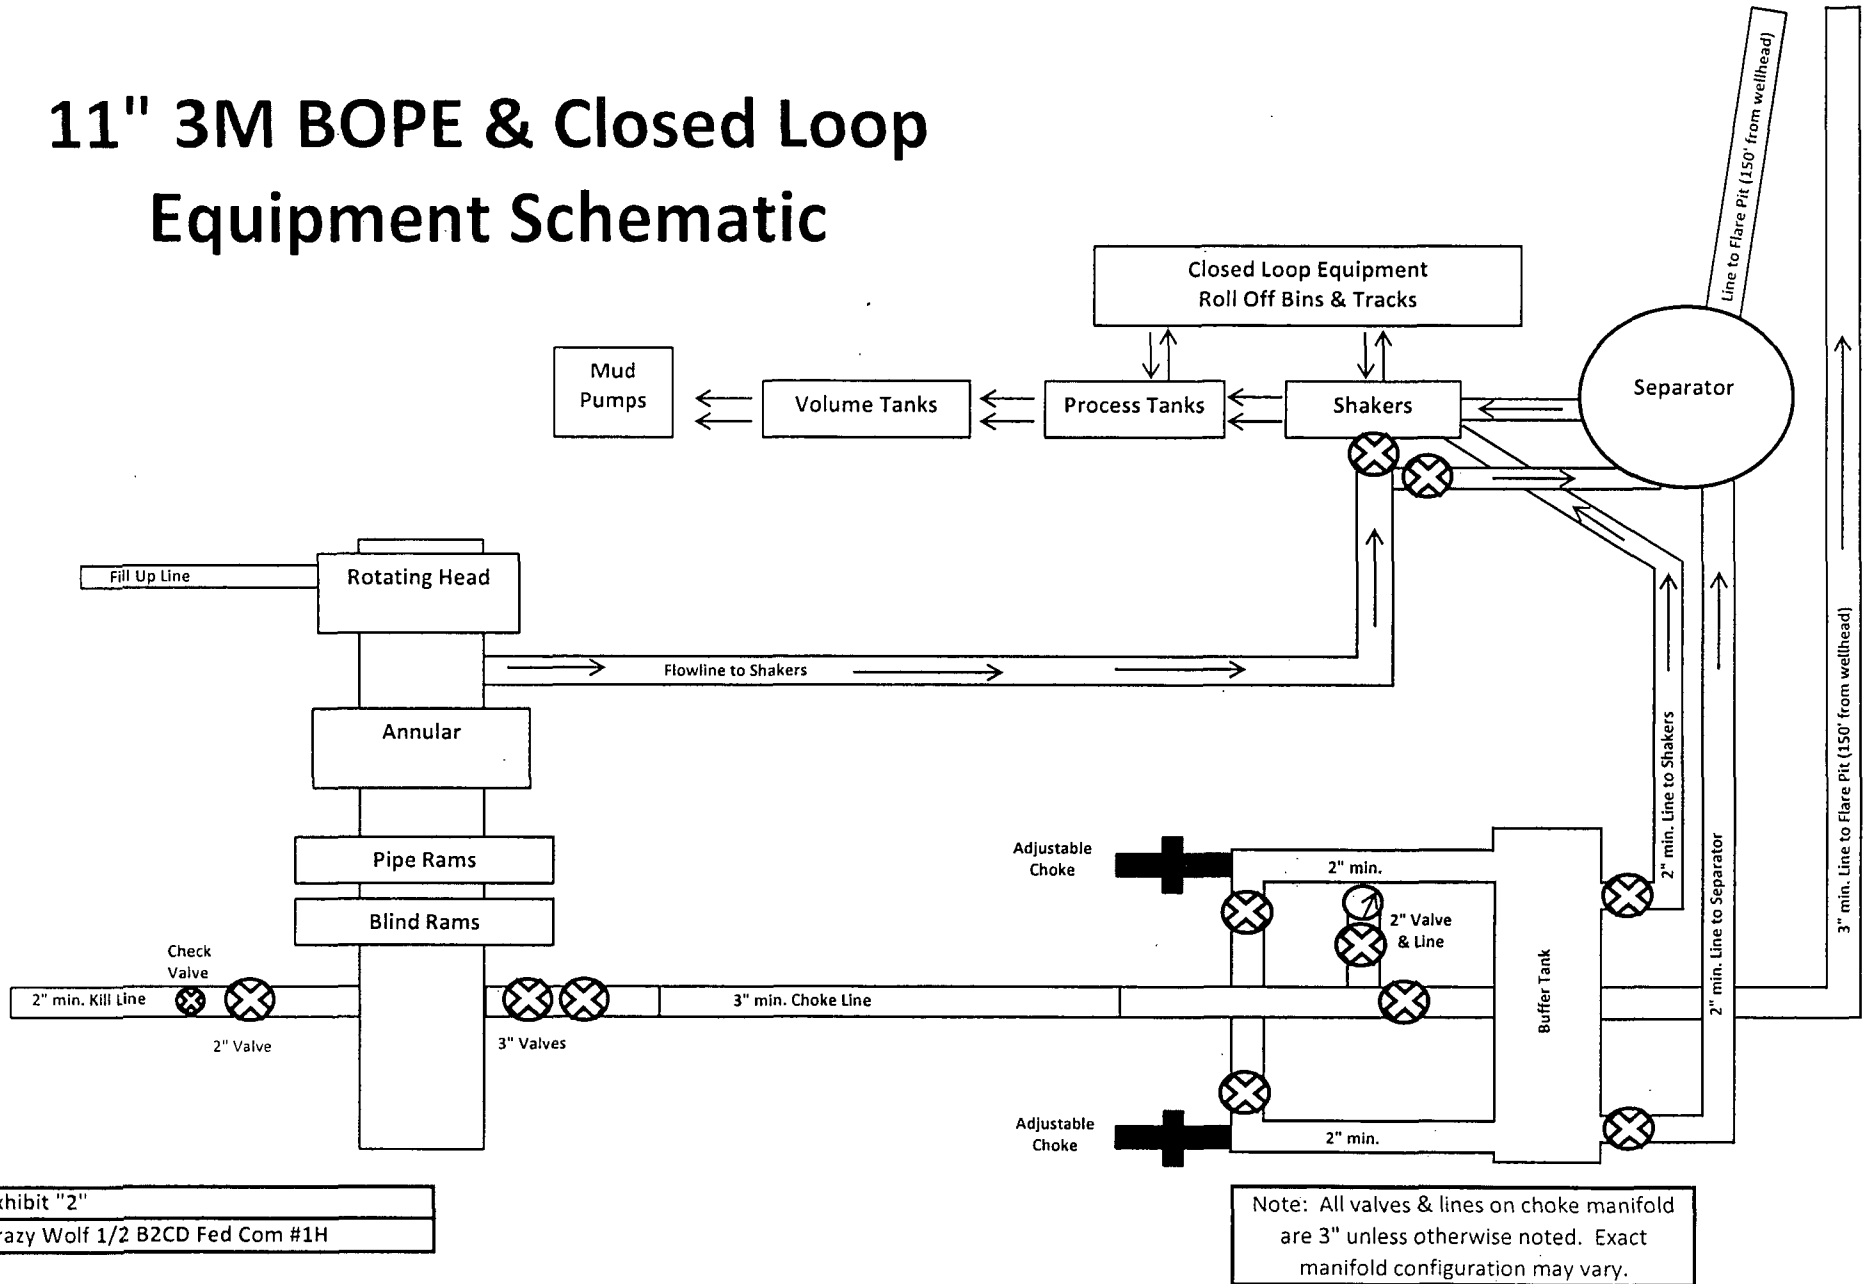 11" 3M BOPE & Closed Loop
Equipment Schematic
Line to Flare Pit (150' from wellhead)
Closed Loop Equipment
Roll Off Bins & Tracks
Mud
Pumps
Volume Tanks
Process Tanks
Shakers
Separator
Fill Up Line
Rotating Head
Flowline to Shakers
Annular
Pipe Rams
Blind Rams
Check
Valve
2" min. Kill Line
2" Valve
3" Valves
3" min. Choke Line
Adjustable
Choke
2" min.
2" Valve
& Line
Adjustable
Choke
2" min.
Buffer Tank
2" min. Line to Shakers
2" min. Line to Separator
3" min. Line to Flare Pit (150' from wellhead)
xhibit "2"
razy Wolf 1/2 B2CD Fed Com #1H
Note: All valves & lines on choke manifold
are 3" unless otherwise noted. Exact
manifold configuration may vary.